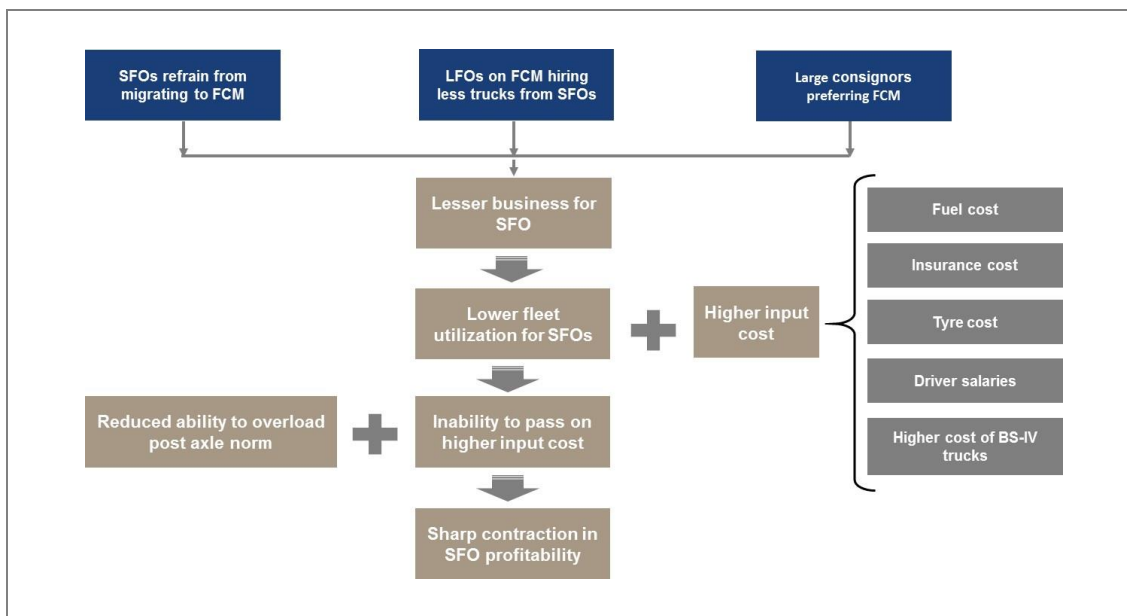 SFOs refrain from
migrating to FCM
LFOs on FCM hiring
less trucks from SFOs
Large consignors
preferring FCM
Lesser business for
SFO
Fuel cost
Insurance cost
Lower fleet
utilization for SFOs
Higher input
cost
Tyre cost
Driver salaries
Reduced ability to overload
post axle norm
Inability to pass on
higher input cost
Higher cost of BS-IV
trucks
Sharp contraction in
SFO profitability